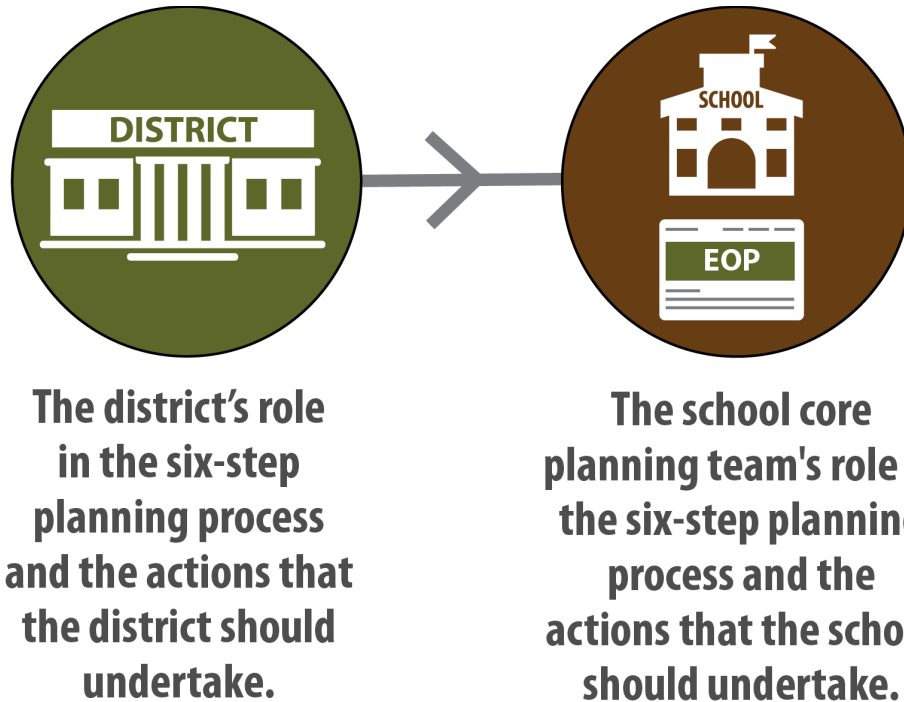 DISTRICT
The district's role
in the six-step
planning process
and the actions that
the district should
undertake.
SCHOOL
EOP
The school core
planning team's role
the six-step
process and the
actions that the
should undertake.